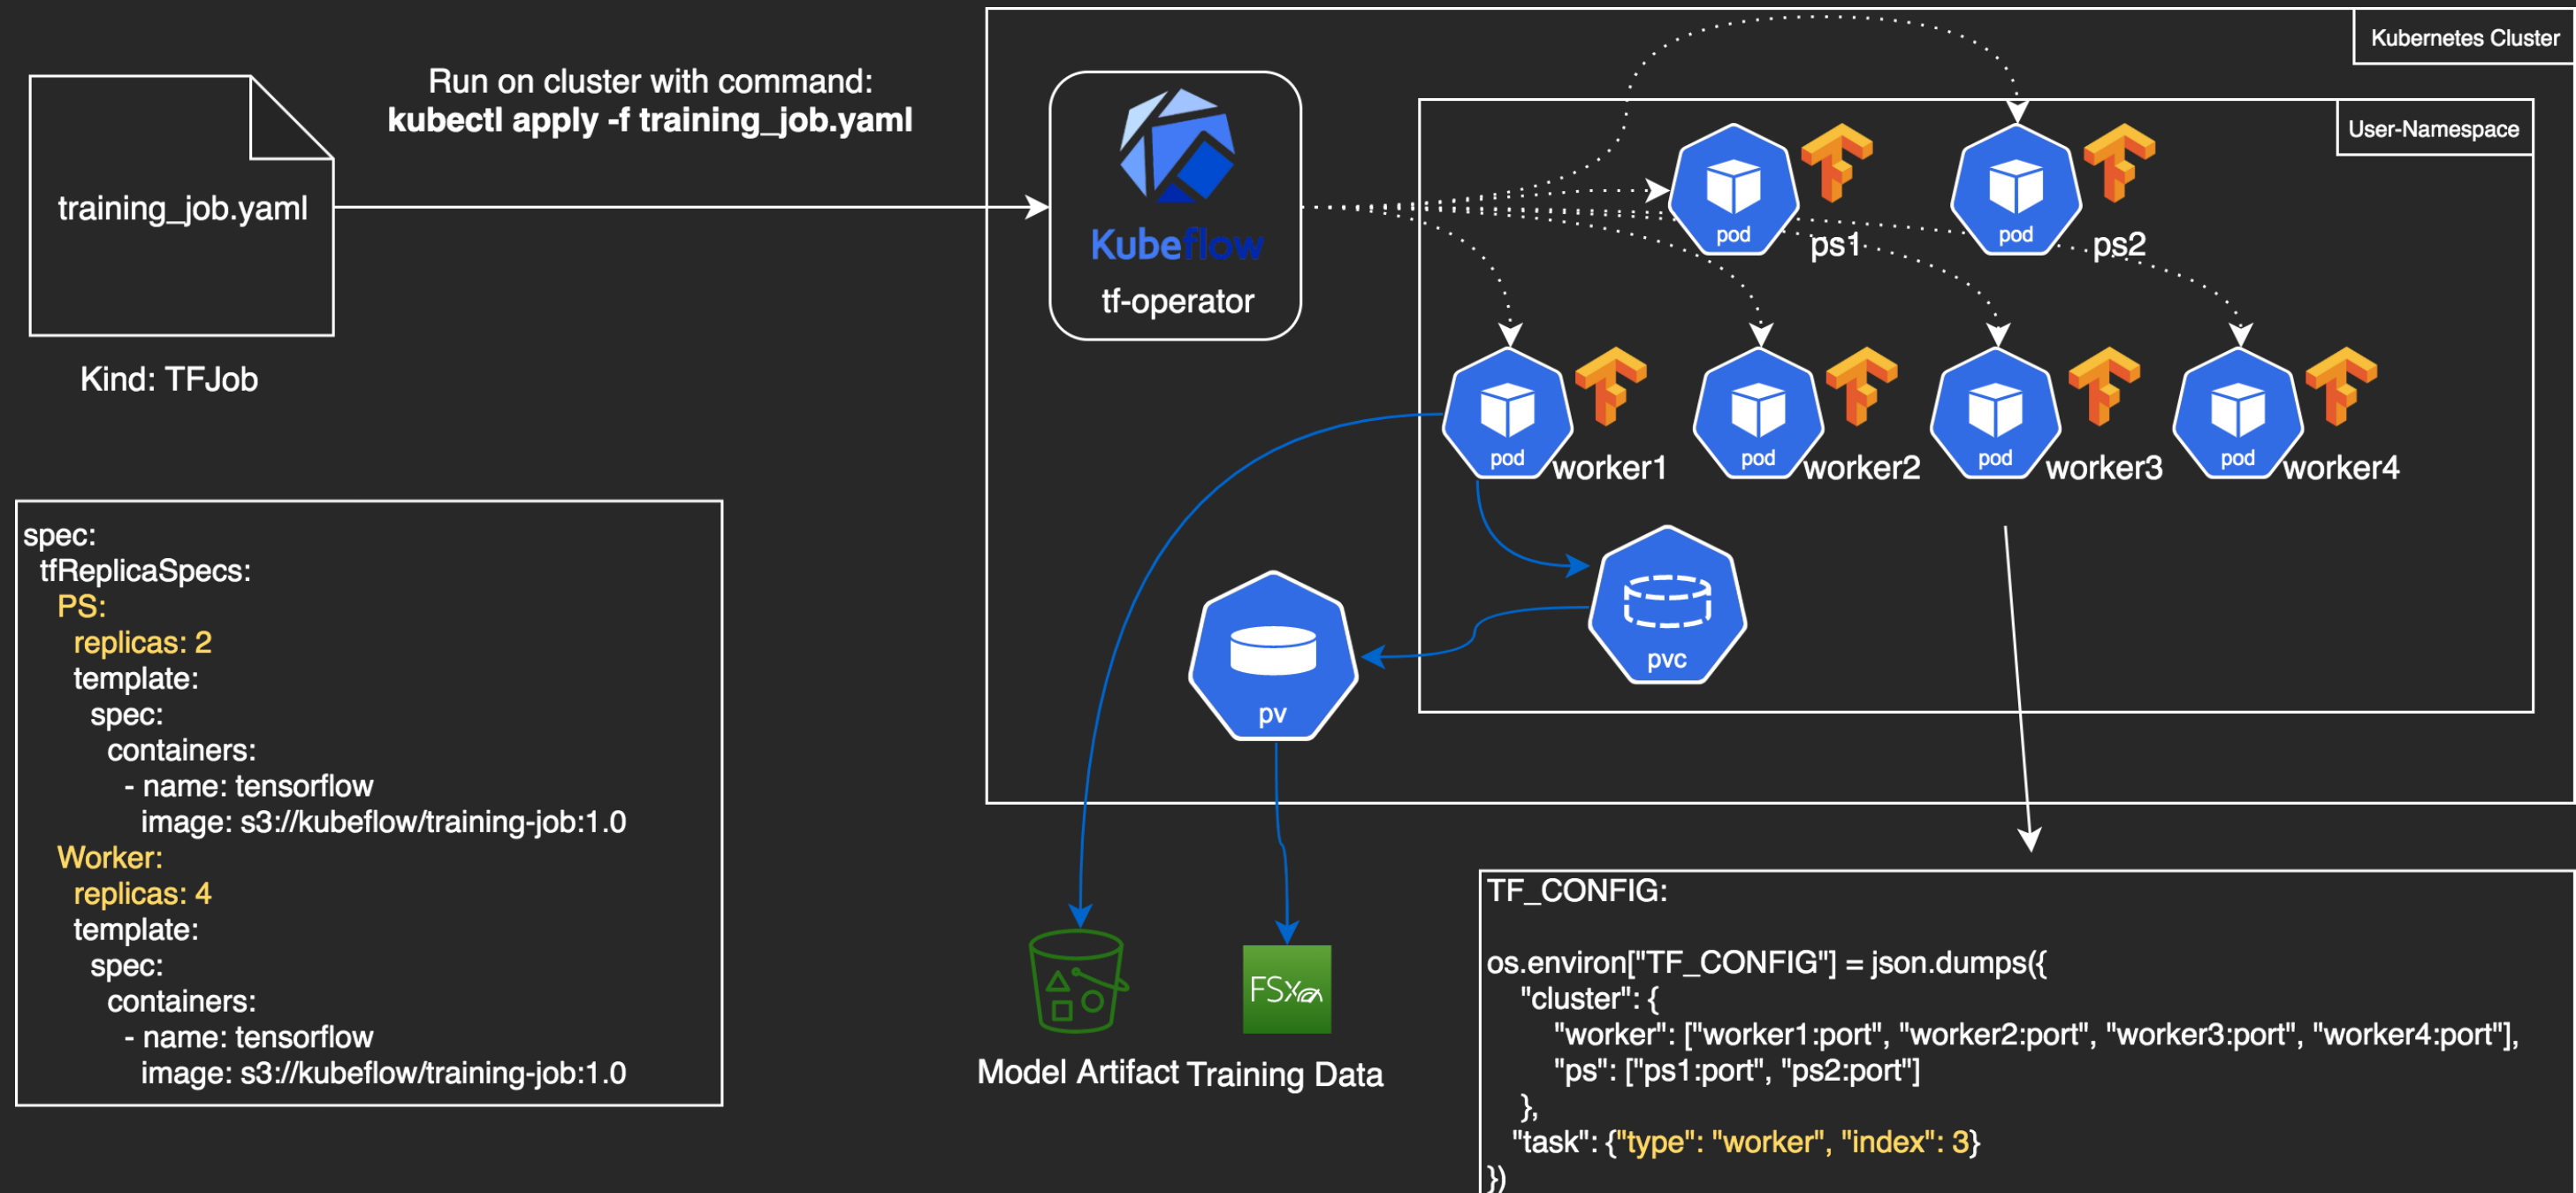 Kubernetes Cluster
Run on cluster with command:
kubectl apply -f training_job.yaml
User-Namespace
training_job.yaml
Kubeflow
tf-operator
Kind: TFJob
pod
ps1
pod
ps2
pod
worker1
pod
worker2
pod
worker3
pod
worker4
spec:
tfReplicaSpecs:
PS:
replicas: 2
template:
spec:
containers:
- name: tensorflow
image: s3://kubeflow/training-job:1.0
Worker:
replicas: 4
template:
spec:
containers:
- name: tensorflow
image: s3://kubeflow/training-job:1.0
pvc
pv
FSx
Model Artifact
Training Data
TF_CONFIG:
os.environ["TF_CONFIG"] = json.dumps({
"cluster": {
"worker": ["worker1:port", "worker2:port", "worker3:port", "worker4:port"],
"ps": ["ps1:port", "ps2:port"]
},
"task": {"type": "worker", "index": 3}
})